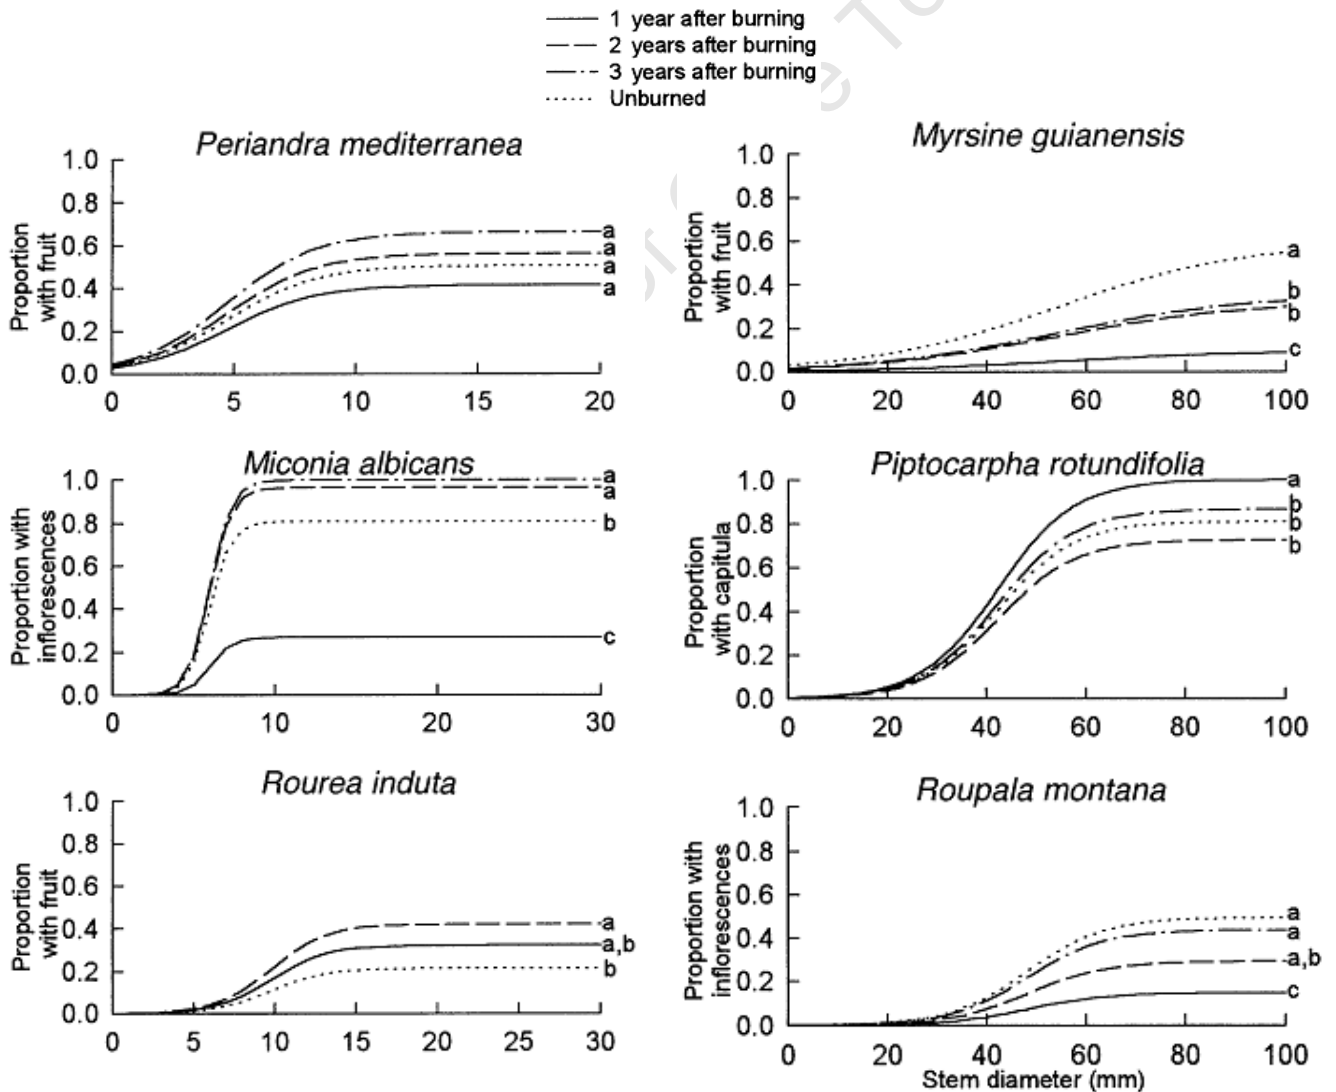 1 year after burning
2 years after burning
3 years after burning
Unburned
Periandra mediterranea
Proportion
with fruit
1.0
0.8
0.6
0.4
0.2
0.0
a
a
a
a
0 5 10 15 20
Myrsine guianensis
Proportion
with fruit
1.0
0.8
0.6
0.4
0.2
0.0
a
b
b
c
0 20 40 60 80 100
Miconia albicans
Proportion with
inflorescences
1.0
0.8
0.6
0.4
0.2
0.0
a
a
b
c
0 10 20 30
Piptocarpha rotundifolia
Proportion
with capitula
1.0
0.8
0.6
0.4
0.2
0.0
a
b
b
b
0 20 40 60 80 100
Rourea induta
Proportion
with fruit
1.0
0.8
0.6
0.4
0.2
0.0
a
a,b
b
0 5 10 15 20 25 30
Roupala montana
Proportion with
inflorescences
1.0
0.8
0.6
0.4
0.2
0.0
a
a
a,b
c
0 20 40 60 80 100
Stem diameter (mm)